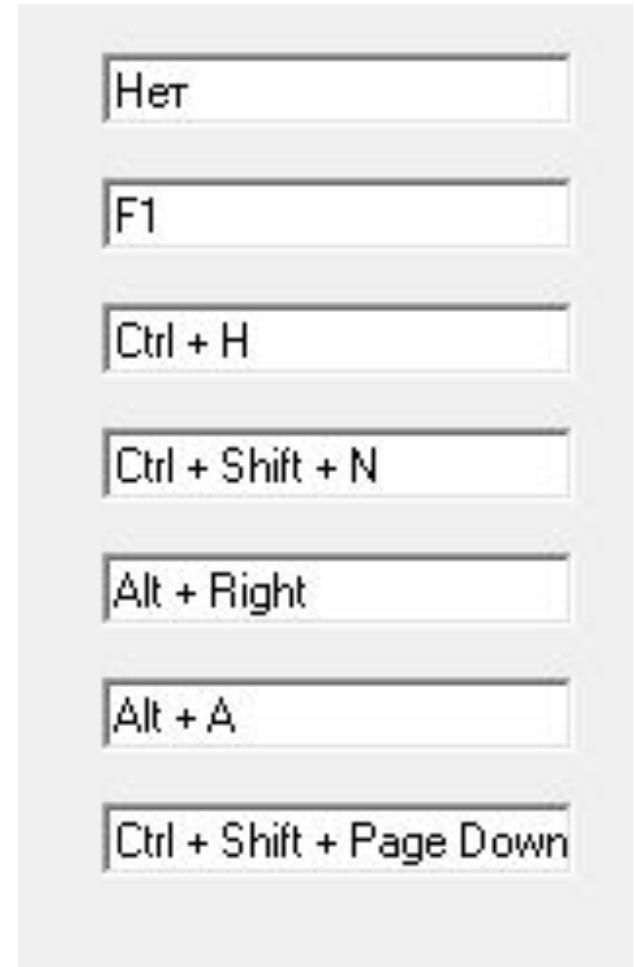 Нет
F1
Ctrl + H
Ctrl + Shift + N
Alt + Right
Alt + A
Ctrl + Shift + Page Down